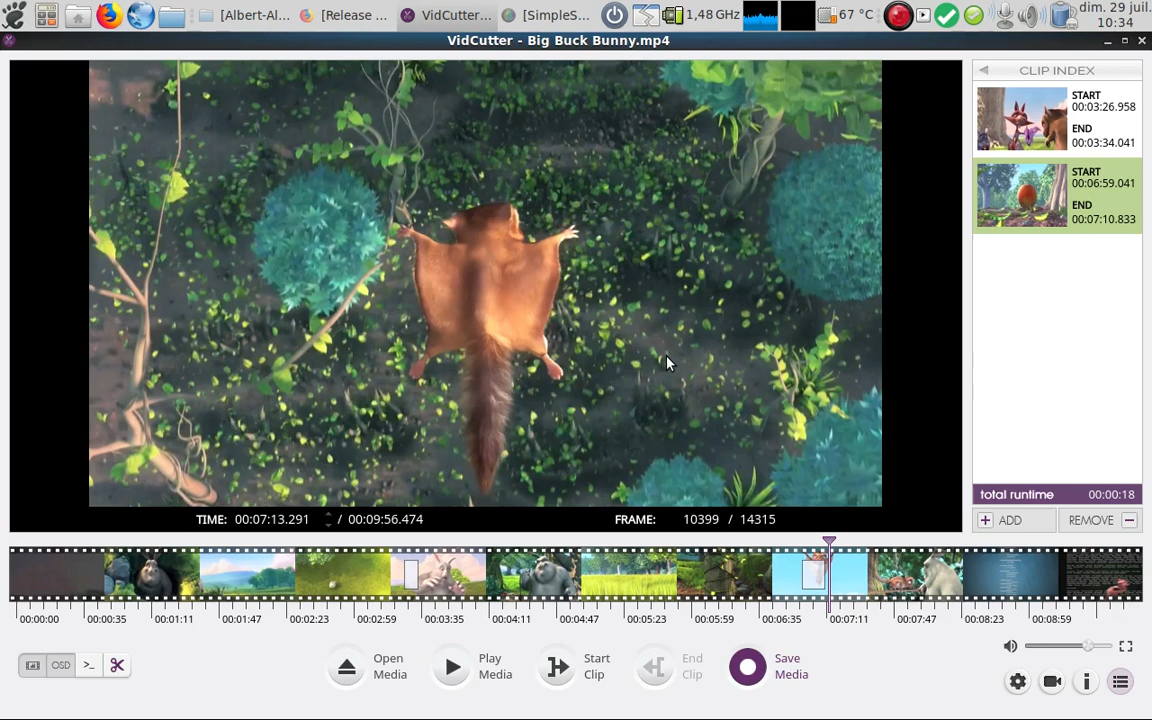 [Albert-Al...
[Release ...
VidCutter...
[SimpleS...
1,48 GHz
67 °C
dim. 29 juil.
10:34
VidCutter - Big Buck Bunny.mp4
CLIP INDEX
START
00:03:26.958
END
00:03:34.041
START
00:06:59.041
END
00:07:10.833
total runtime 00:00:18
ADD REMOVE
TIME: 00:07:13.291 / 00:09:56.474 FRAME: 10399 / 14315
00:00:00 00:00:35 00:01:11 00:01:47 00:02:23 00:02:59 00:03:35 00:04:11 00:04:47 00:05:23 00:05:59 00:06:35 00:07:11 00:07:47 00:08:23 00:08:59
OSD >_
Open
Media
Play
Media
Start
Clip
End
Clip
Save
Media